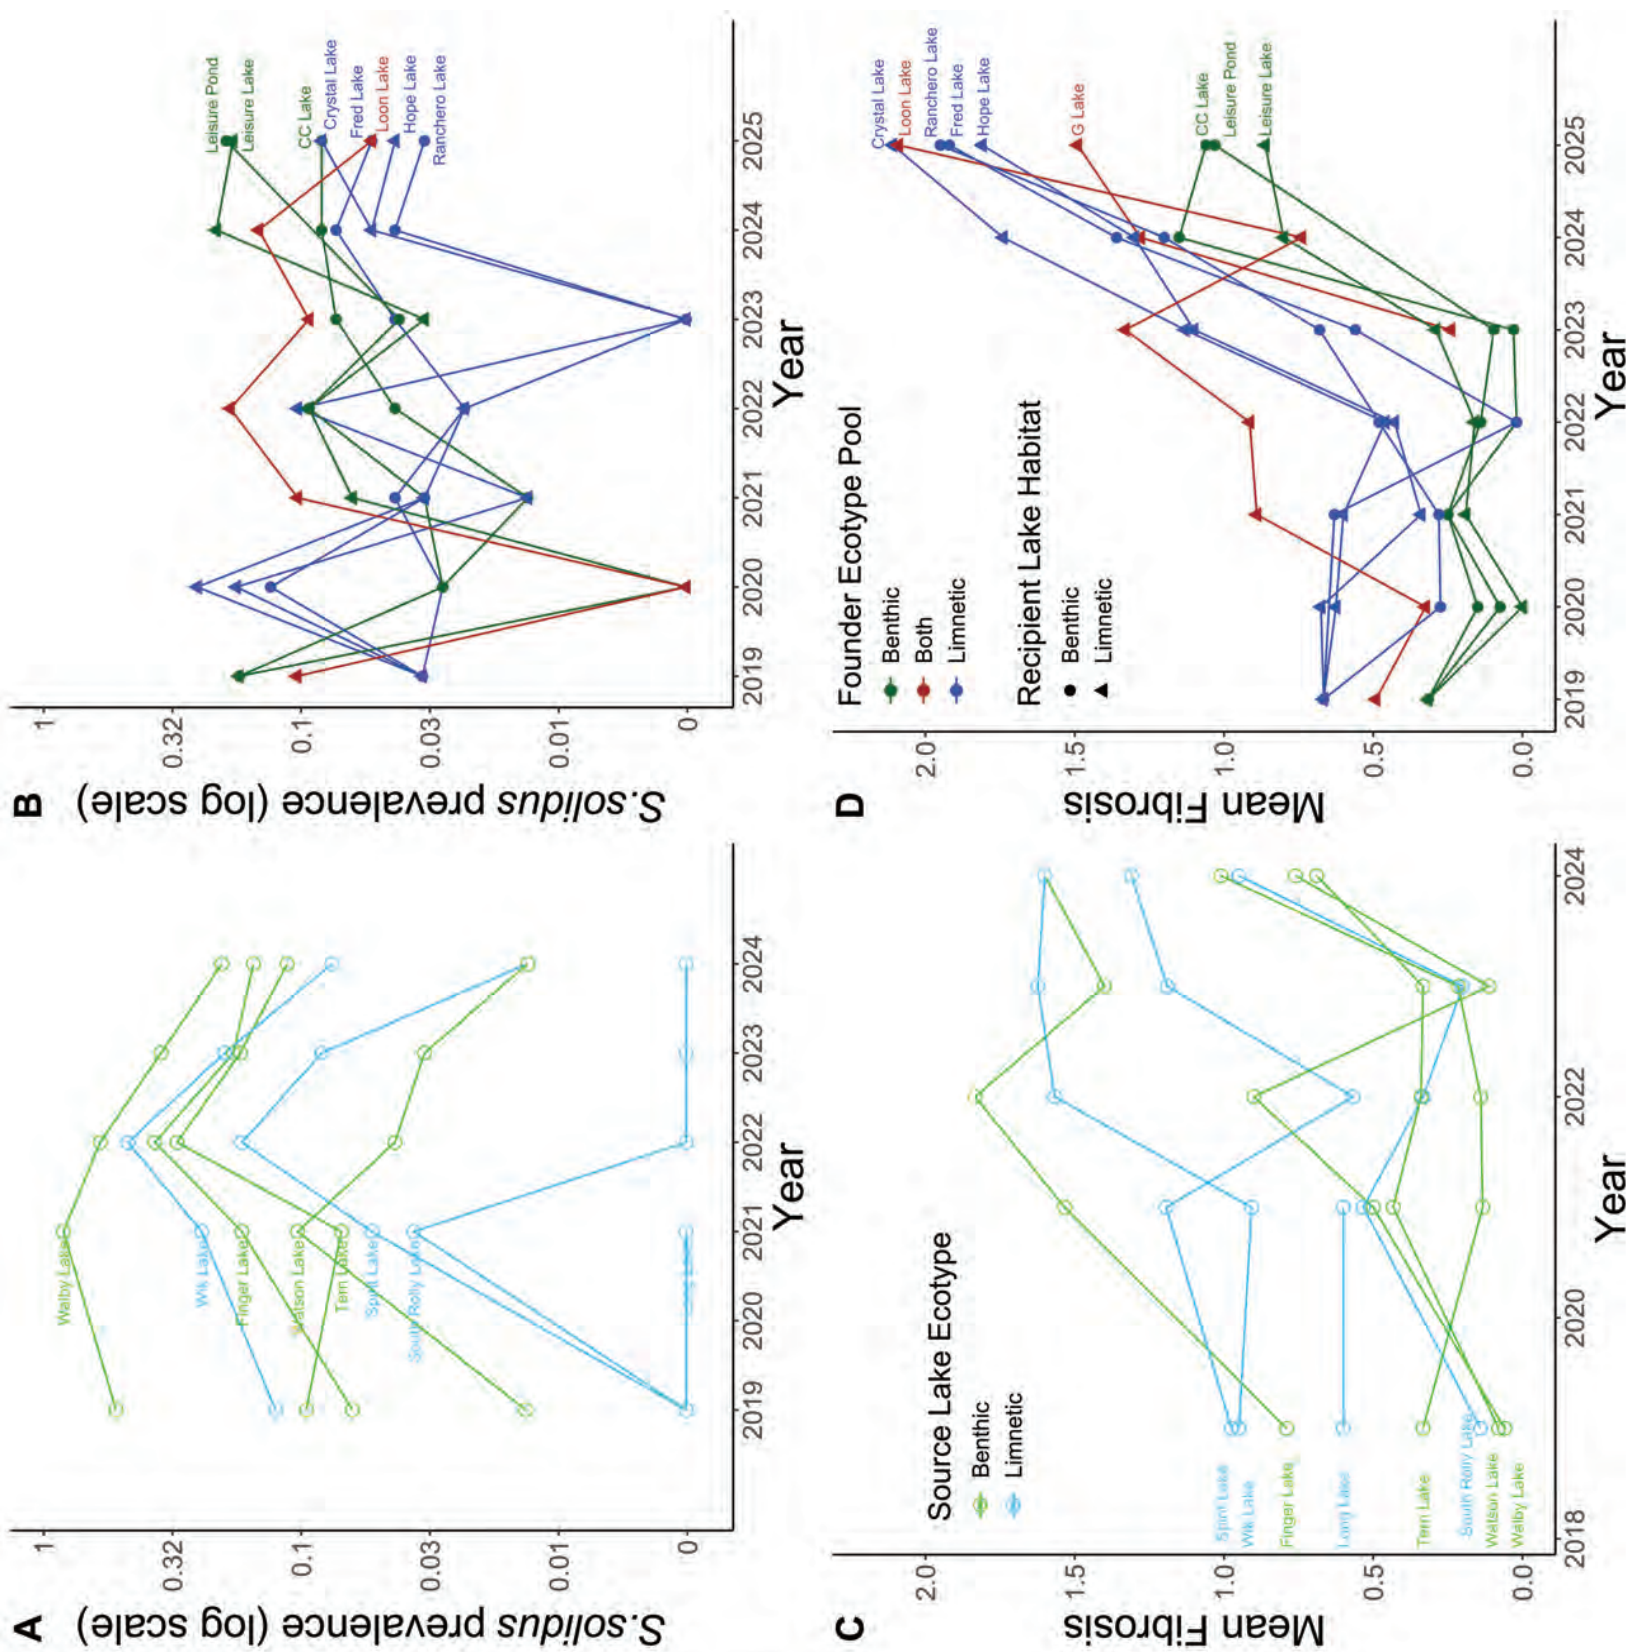 A
S.solidus prevalence (log scale)
1
0.32
0.1
0.03
0.01
0
Walby Lake
Wik Lake
Finger Lake
Watson Lake
Tern Lake
Spirit Lake
South Rolly Lake
Long Lake
2019
2020
2021
2022
2023
2024
Year
B
S.solidus prevalence (log scale)
1
0.32
0.1
0.03
0.01
0
Leisure Pond
Leisure Lake
CC Lake
Crystal Lake
Fred Lake
Loon Lake
Hope Lake
Ranchero Lake
2019
2020
2021
2022
2023
2024
2025
Year
C
Mean Fibrosis
2.0
1.5
1.0
0.5
0.0
Source Lake Ecotype
Benthic
Limnetic
Spirit Lake
Wik Lake
Finger Lake
Long Lake
Tern Lake
South Rolly Lake
Watson Lake
Walby Lake
2018
2020
2022
2024
Year
D
Mean Fibrosis
2.0
1.5
1.0
0.5
0.0
Founder Ecotype Pool
Benthic
Both
Limnetic
Recipient Lake Habitat
Benthic
Limnetic
Crystal Lake
Loon Lake
Ranchero Lake
Fred Lake
Hope Lake
G Lake
CC Lake
Leisure Pond
Leisure Lake
2019
2020
2021
2022
2023
2024
2025
Year